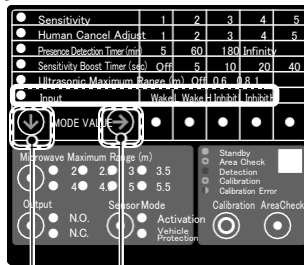 Sensitivity 1 2 3 4 5
Human Cancel Adjust 1 2 3 4 5
Presence Detection Timer (min) 5 60 180 Infinity
Sensitivity Boost Timer (sec) Off 5 10 20 40
Ultrasonic Maximum Range (m) Off 0.6 0.8 1
Input Wake L Wake H Inhibit Inhibit
MODE VALUE
Microwave Maximum Range (m)
2 2. 3 3.5
4 4. 5 5.5
Standby
Area Check
Detection
Calibration
Calibration Error
Output Sensor Mode Calibration AreaCheck
N.O. Activation
N.C. Vehicle
Protection